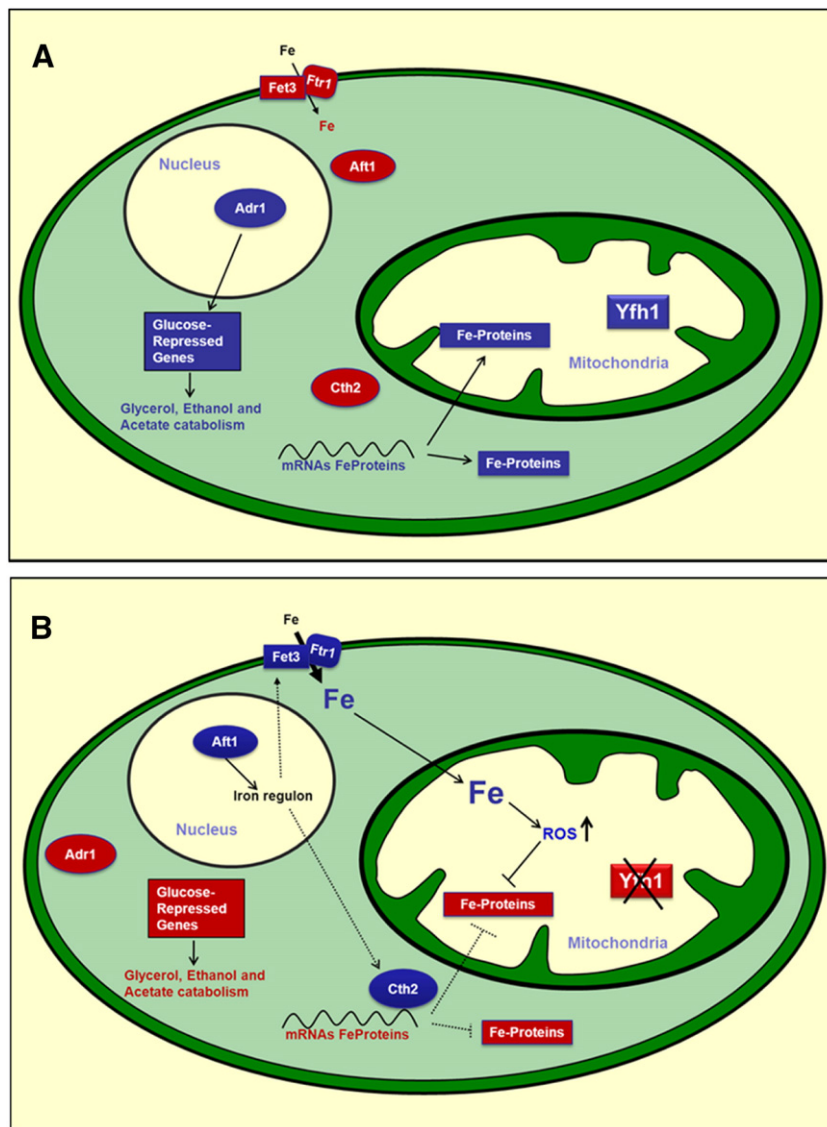 A
Fe
Fet3
Ftr1
Fe
Nucleus
Aft1
Adr1
Glucose-
Repressed
Genes
Yfh1
Fe-Proteins
Mitochondria
Cth2
Glycerol, Ethanol and
Acetate catabolism
mRNAs FeProteins
Fe-Proteins
B
Fe
Fet3
Ftr1
Fe
Aft1
Iron regulon
Nucleus
Fe
ROS
Adr1
Yfh1
Glucose-
Repressed
Genes
Fe-Proteins
Mitochondria
Glycerol, Ethanol and
Acetate catabolism
Cth2
mRNAs FeProteins
Fe-Proteins